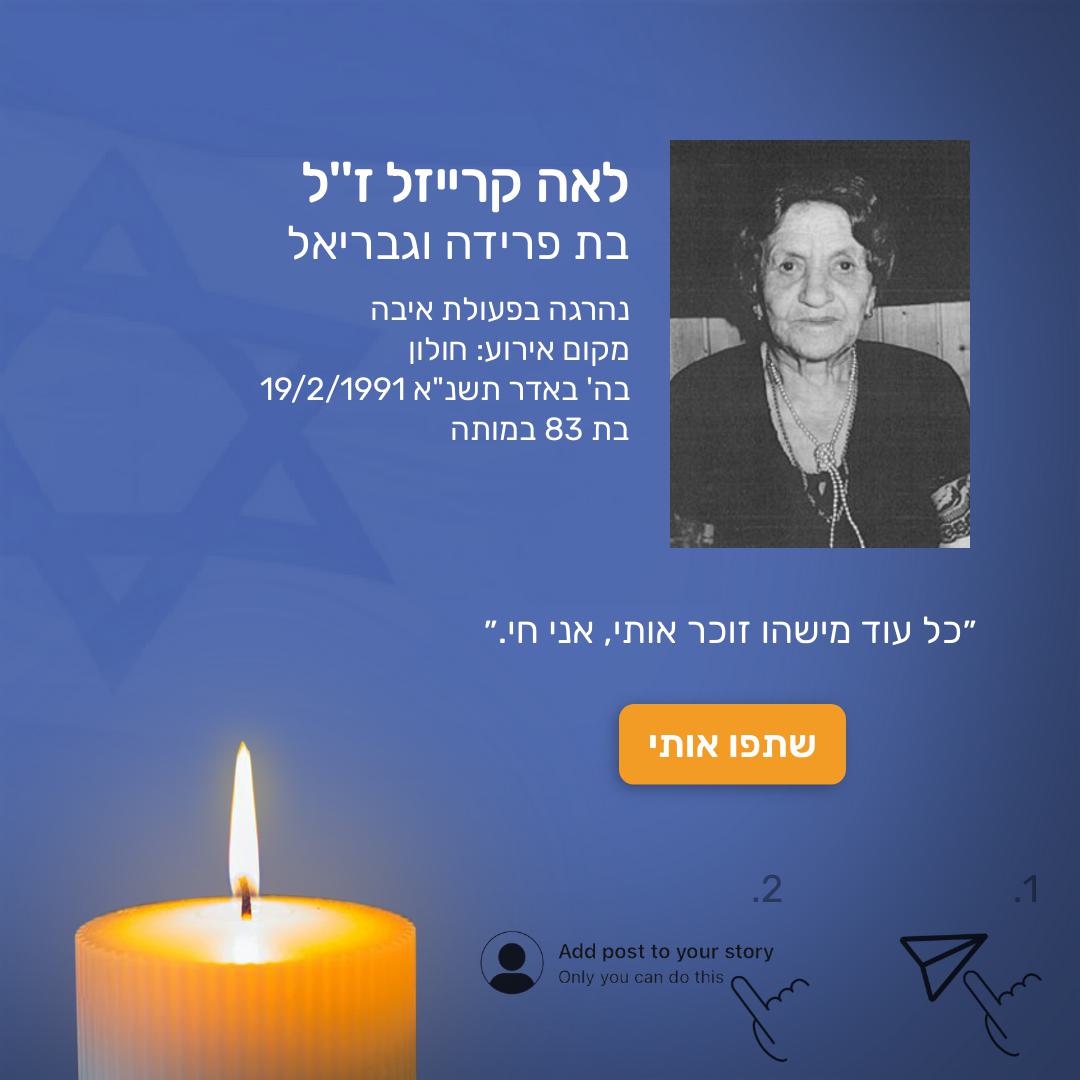 לאה קרייזל ז''ל
בת פרידה וגבריאל
נהרגה בפעולת איבה
מקום אירוע: חולון
בה' באדר תשנ"א 19/2/1991
בת 83 במותה
״כל עוד מישהו זוכר אותי, אני חי.״
שתפו אותי
1.
2.
Add post to your story
Only you can do this